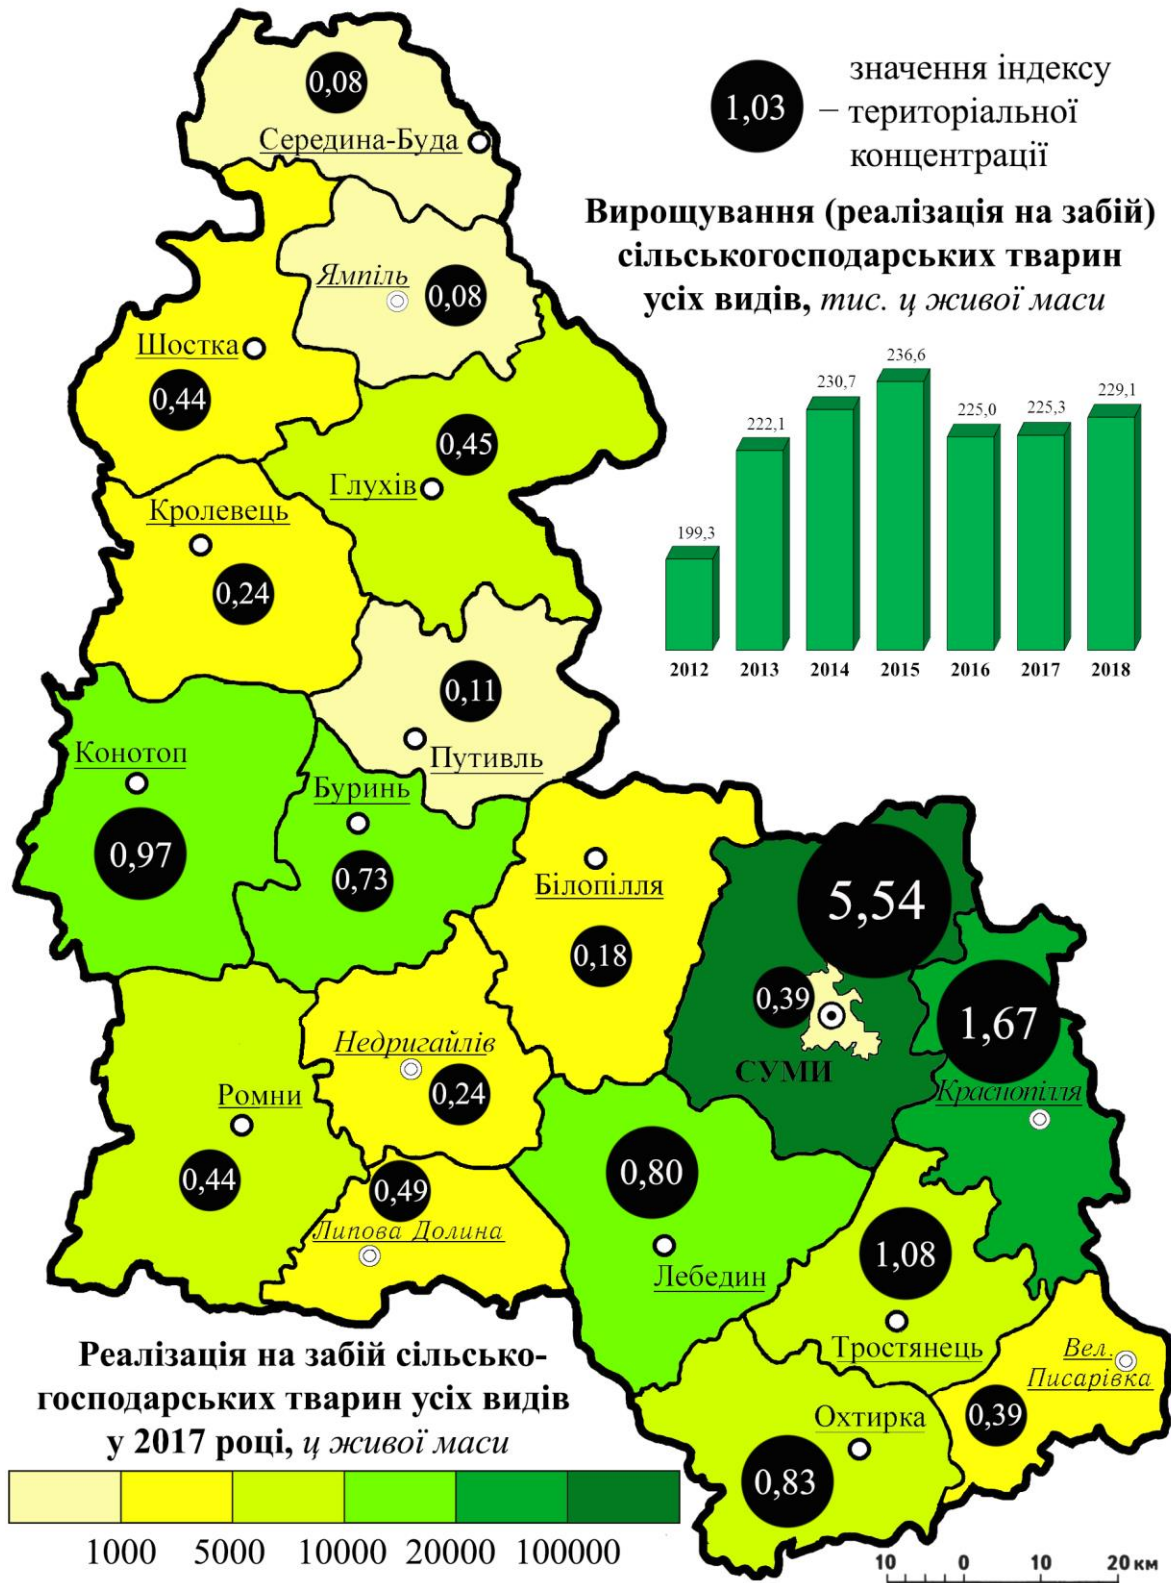 0,08
Середина-Буда
1,03
значення індексу
– територіальної
концентрації
Вирощування (реалізація на забій)
сільськогосподарських тварин
усіх видів, тис. ц живої маси
Ямпіль
0,08
Шостка
0,44
0,45
Глухів
199,3
222,1
230,7
236,6
225,0
225,3
229,1
2012
2013
2014
2015
2016
2017
2018
Кролевець
0,24
0,11
Путивль
Конотоп
0,97
Буринь
0,73
Білопілля
0,18
5,54
0,39
СУМИ
1,67
Краснопілля
Недригайлів
0,24
Ромни
0,44
0,49
Липова Долина
0,80
Лебедин
1,08
Тростянець
Вел.
Писарівка
0,39
Охтирка
0,83
Реалізація на забій сільсько-
господарських тварин усіх видів
у 2017 році, ц живої маси
1000 5000 10000 20000 100000
10 0 10 20 км